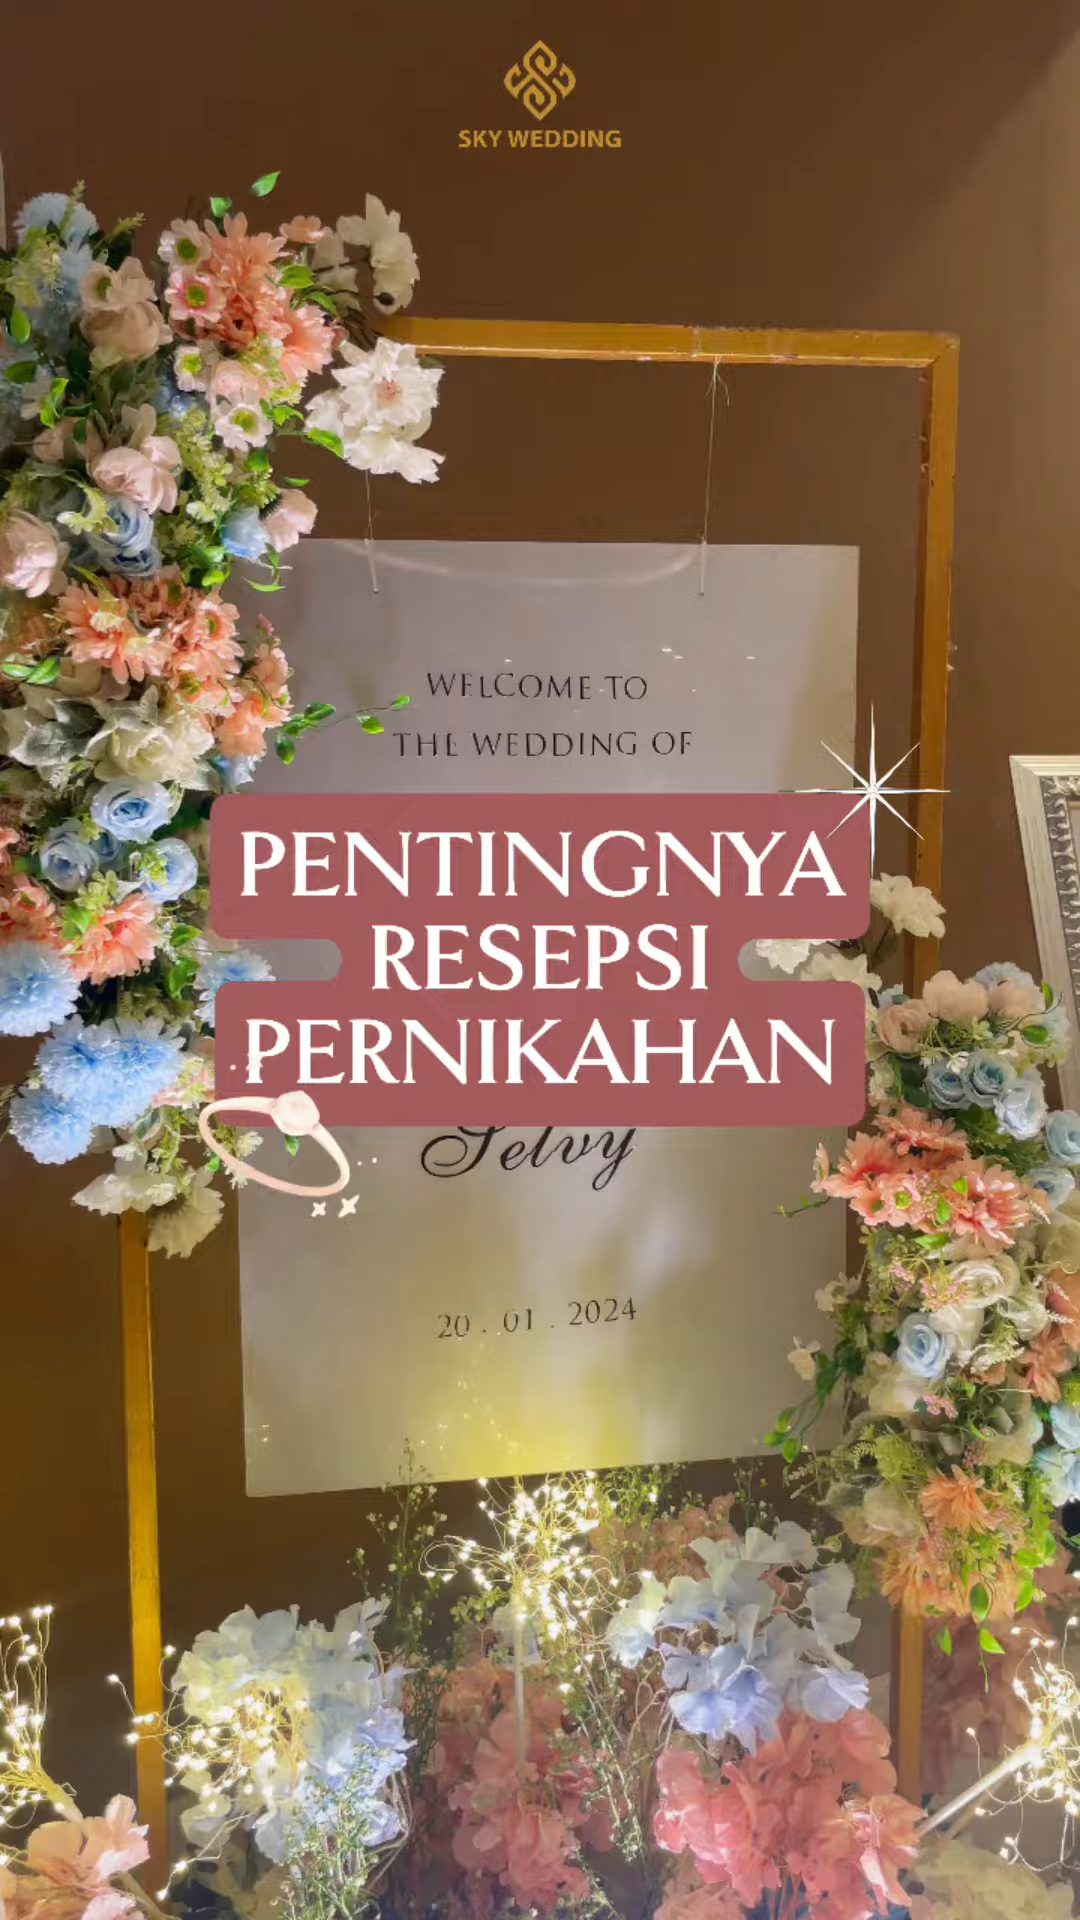 SKY WEDDING
WELCOME TO
THE WEDDING OF
PENTINGNYA
RESEPSI
PERNIKAHAN
Selvy
20 . 01 . 2024